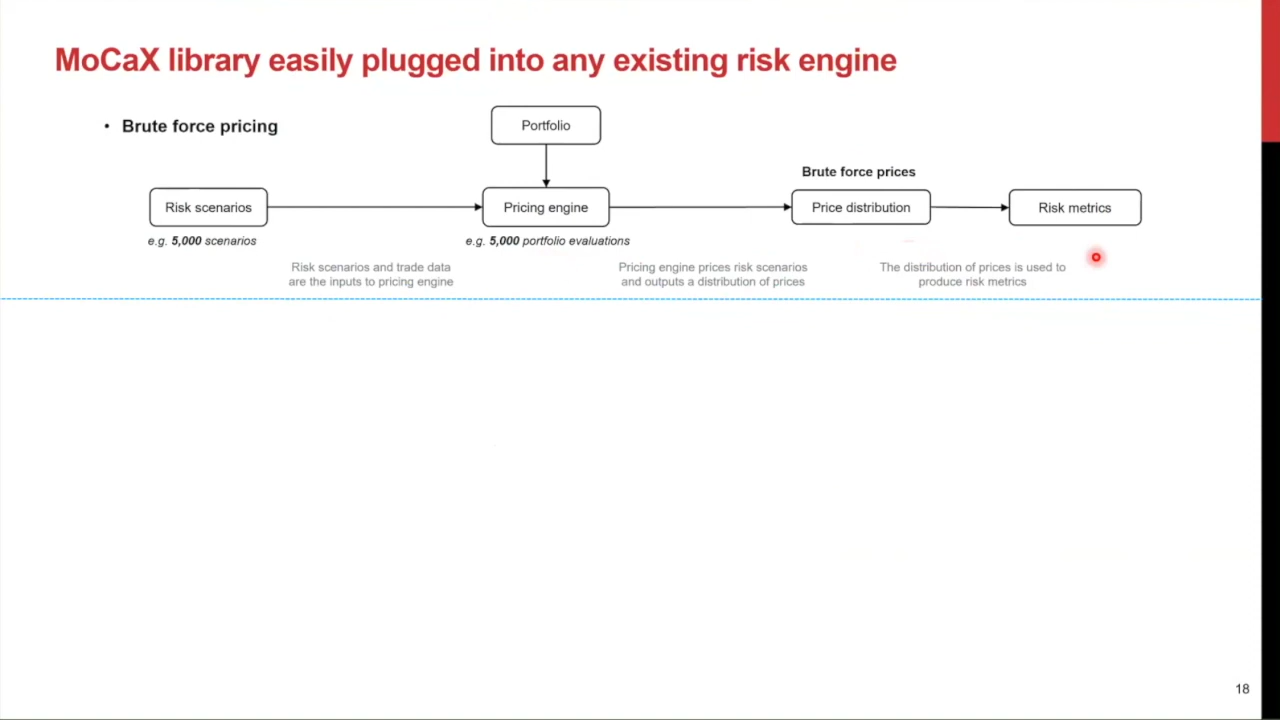 MoCaX library easily plugged into any existing risk engine
• Brute force pricing
Portfolio
Brute force prices
Risk scenarios
Pricing engine
Price distribution
Risk metrics
e.g. 5,000 scenarios
e.g. 5,000 portfolio evaluations
Risk scenarios and trade data
are the inputs to pricing engine
Pricing engine prices risk scenarios
and outputs a distribution of prices
The distribution of prices is used to
produce risk metrics
18